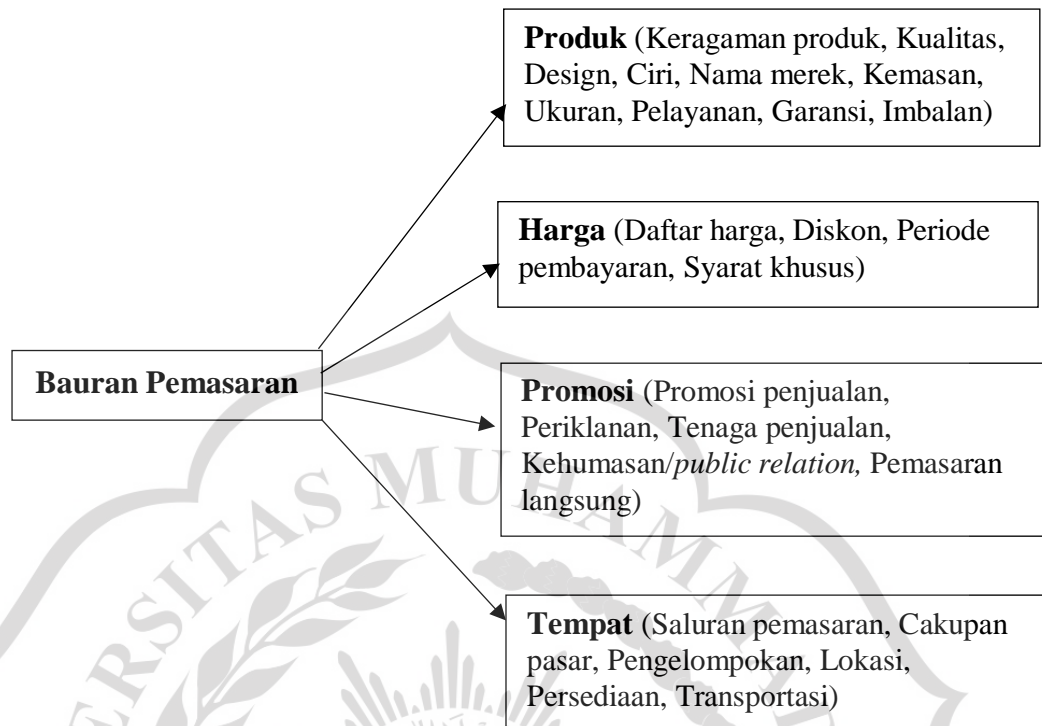 Produk (Keragaman produk, Kualitas,
Design, Ciri, Nama merek, Kemasan,
Ukuran, Pelayanan, Garansi, Imbalan)
Harga (Daftar harga, Diskon, Periode
pembayaran, Syarat khusus)
Bauran Pemasaran
Promosi (Promosi penjualan,
Periklanan, Tenaga penjualan,
Kehumasan/public relation, Pemasaran
langsung)
Tempat (Saluran pemasaran, Cakupan
pasar, Pengelompokan, Lokasi,
Persediaan, Transportasi)